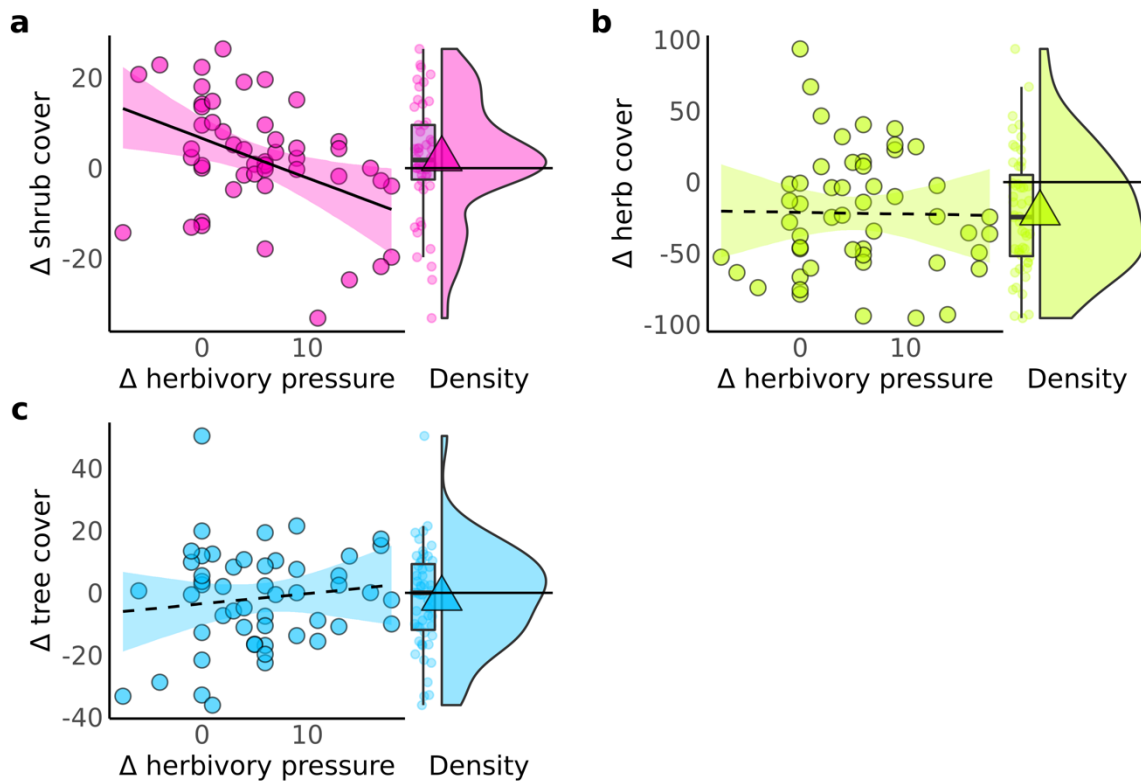 a
Δ shrub cover
20
0
-20
0 10
Δ herbivory pressure
Density
b
Δ herb cover
100
50
0
-50
-100
0 10
Δ herbivory pressure
Density
c
Δ tree cover
40
20
0
-20
-40
0 10
Δ herbivory pressure
Density